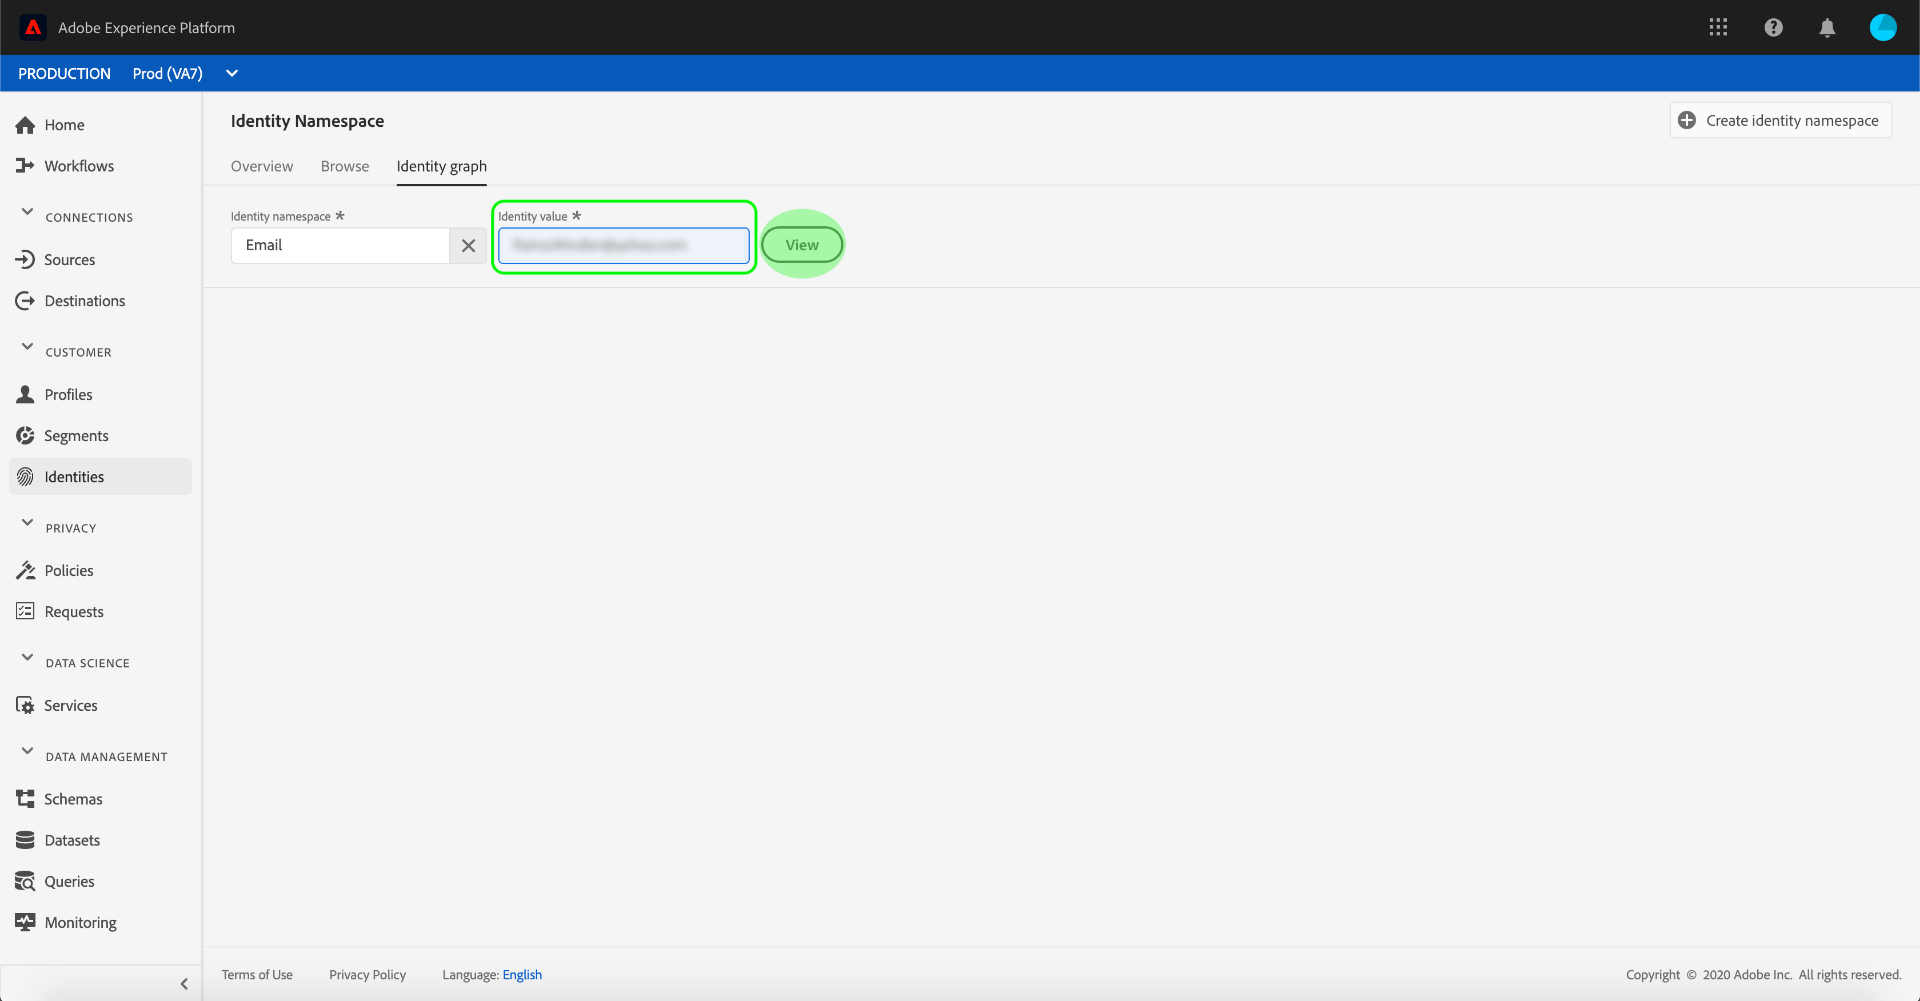 Adobe Experience Platform
PRODUCTION Prod (VA7)
Home
Workflows
CONNECTIONS
Sources
Destinations
CUSTOMER
Profiles
Segments
Identities
PRIVACY
Policies
Requests
DATA SCIENCE
Services
DATA MANAGEMENT
Schemas
Datasets
Queries
Monitoring
Identity Namespace
Create identity namespace
Overview Browse Identity graph
Identity namespace * Identity value *
Email View
Terms of Use Privacy Policy Language: English
Copyright © 2020 Adobe Inc. All rights reserved.